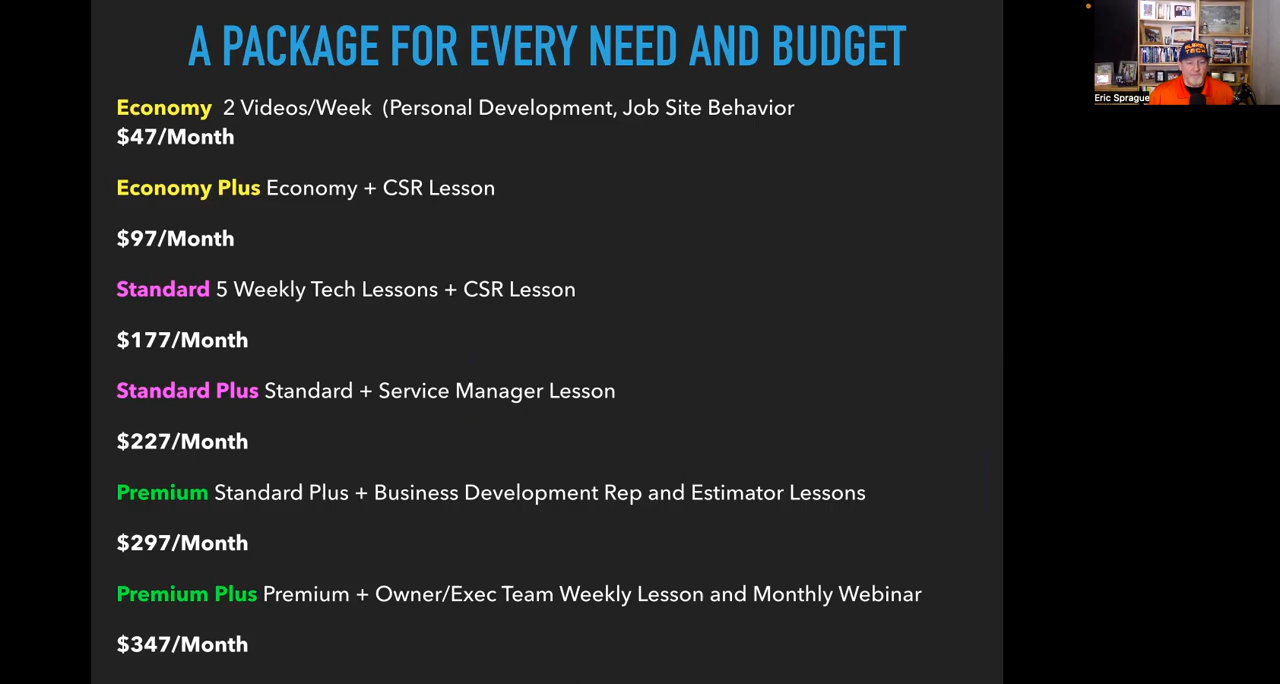 A PACKAGE FOR EVERY NEED AND BUDGET
Economy 2 Videos/Week (Personal Development, Job Site Behavior
$47/Month
Economy Plus Economy + CSR Lesson
$97/Month
Standard 5 Weekly Tech Lessons + CSR Lesson
$177/Month
Standard Plus Standard + Service Manager Lesson
$227/Month
Premium Standard Plus + Business Development Rep and Estimator Lessons
$297/Month
Premium Plus Premium + Owner/Exec Team Weekly Lesson and Monthly Webinar
$347/Month
Eric Sprague